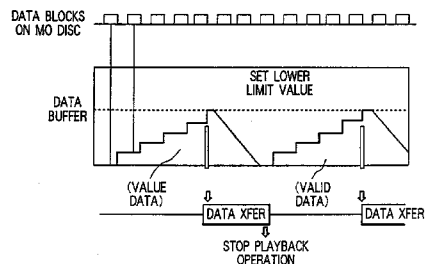 DATA BLOCKS
ON MO DISC
SET LOWER
LIMIT VALUE
DATA
BUFFER
(VALUE
DATA)
(VALID
DATA)
DATA XFER
DATA XFER
STOP PLAYBACK
OPERATION